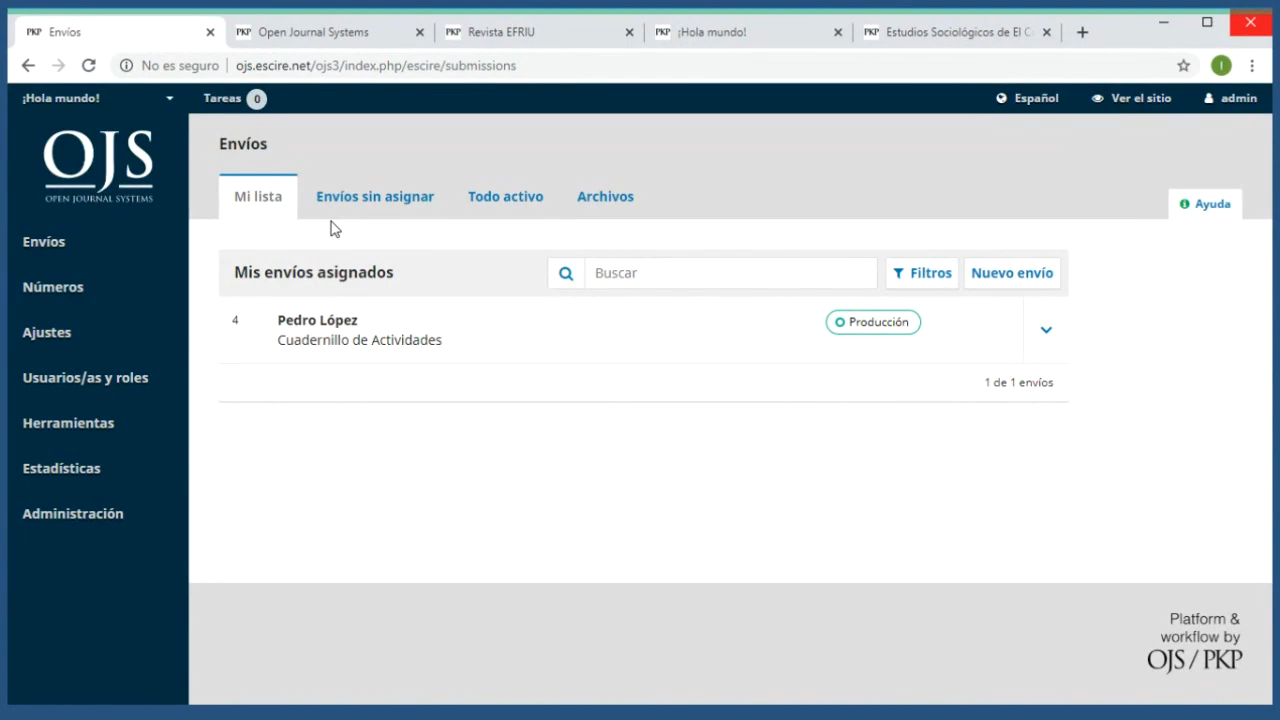 PKP Envíos
PKP Open Journal Systems
PKP Revista EFRIU
PKP ¡Hola mundo!
PKP Estudios Sociológicos de El C
No es seguro ojs.escire.net/ojs3/index.php/escire/submissions
I
¡Hola mundo!
Tareas 0
Español
Ver el sitio
admin
OJS
OPEN JOURNAL SYSTEMS
Envíos
Números
Ajustes
Usuarios/as y roles
Herramientas
Estadísticas
Administración
Envíos
Mi lista
Envíos sin asignar
Todo activo
Archivos
Ayuda
Mis envíos asignados
Buscar
Filtros
Nuevo envío
4
Pedro López
Cuadernillo de Actividades
Producción
1 de 1 envíos
Platform &
workflow by
OJS / PKP